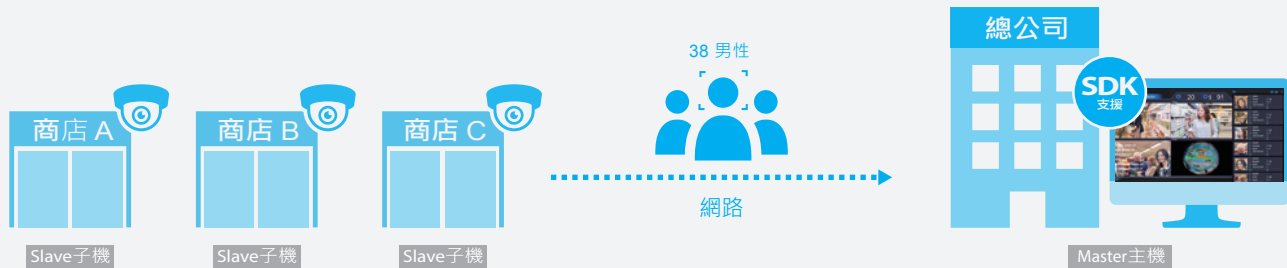 38 男性
總公司
SDK
支援
商店 A
商店 B
商店 C
網路
Slave子機
Slave子機
Slave子機
Master主機